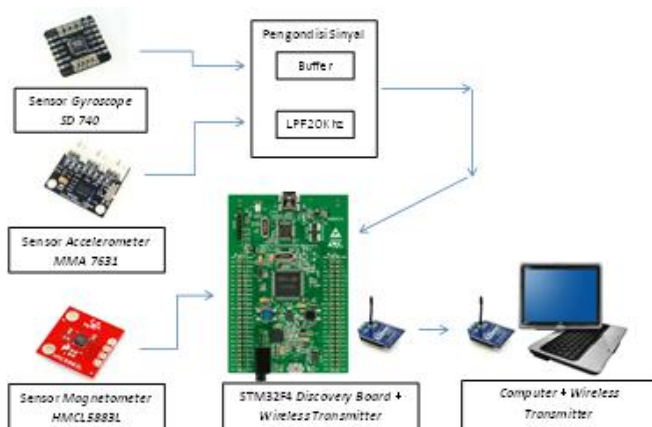 Pengondisi Sinyal
Buffer
LPF20Khz
Sensor Gyroscope
SD 740
Sensor Accelerometer
MMA 7631
Sensor Magnetometer
HMCL5883L
STM32F4 Discovery Board +
Wireless Transmitter
Computer + Wireless
Transmitter